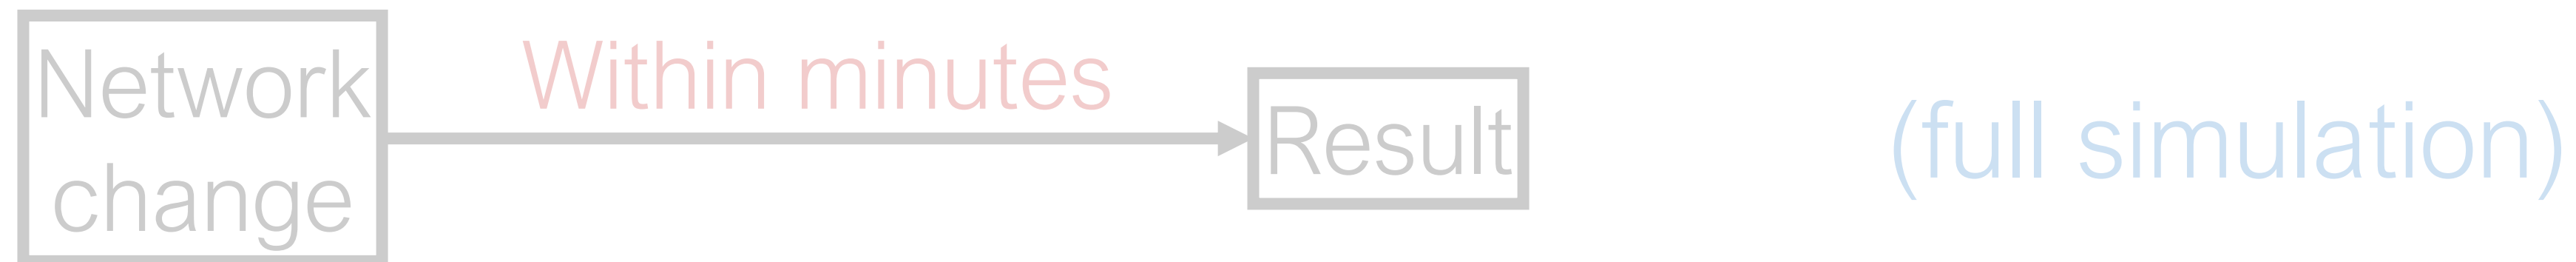 Network
change
Within minutes
Result
(full simulation)